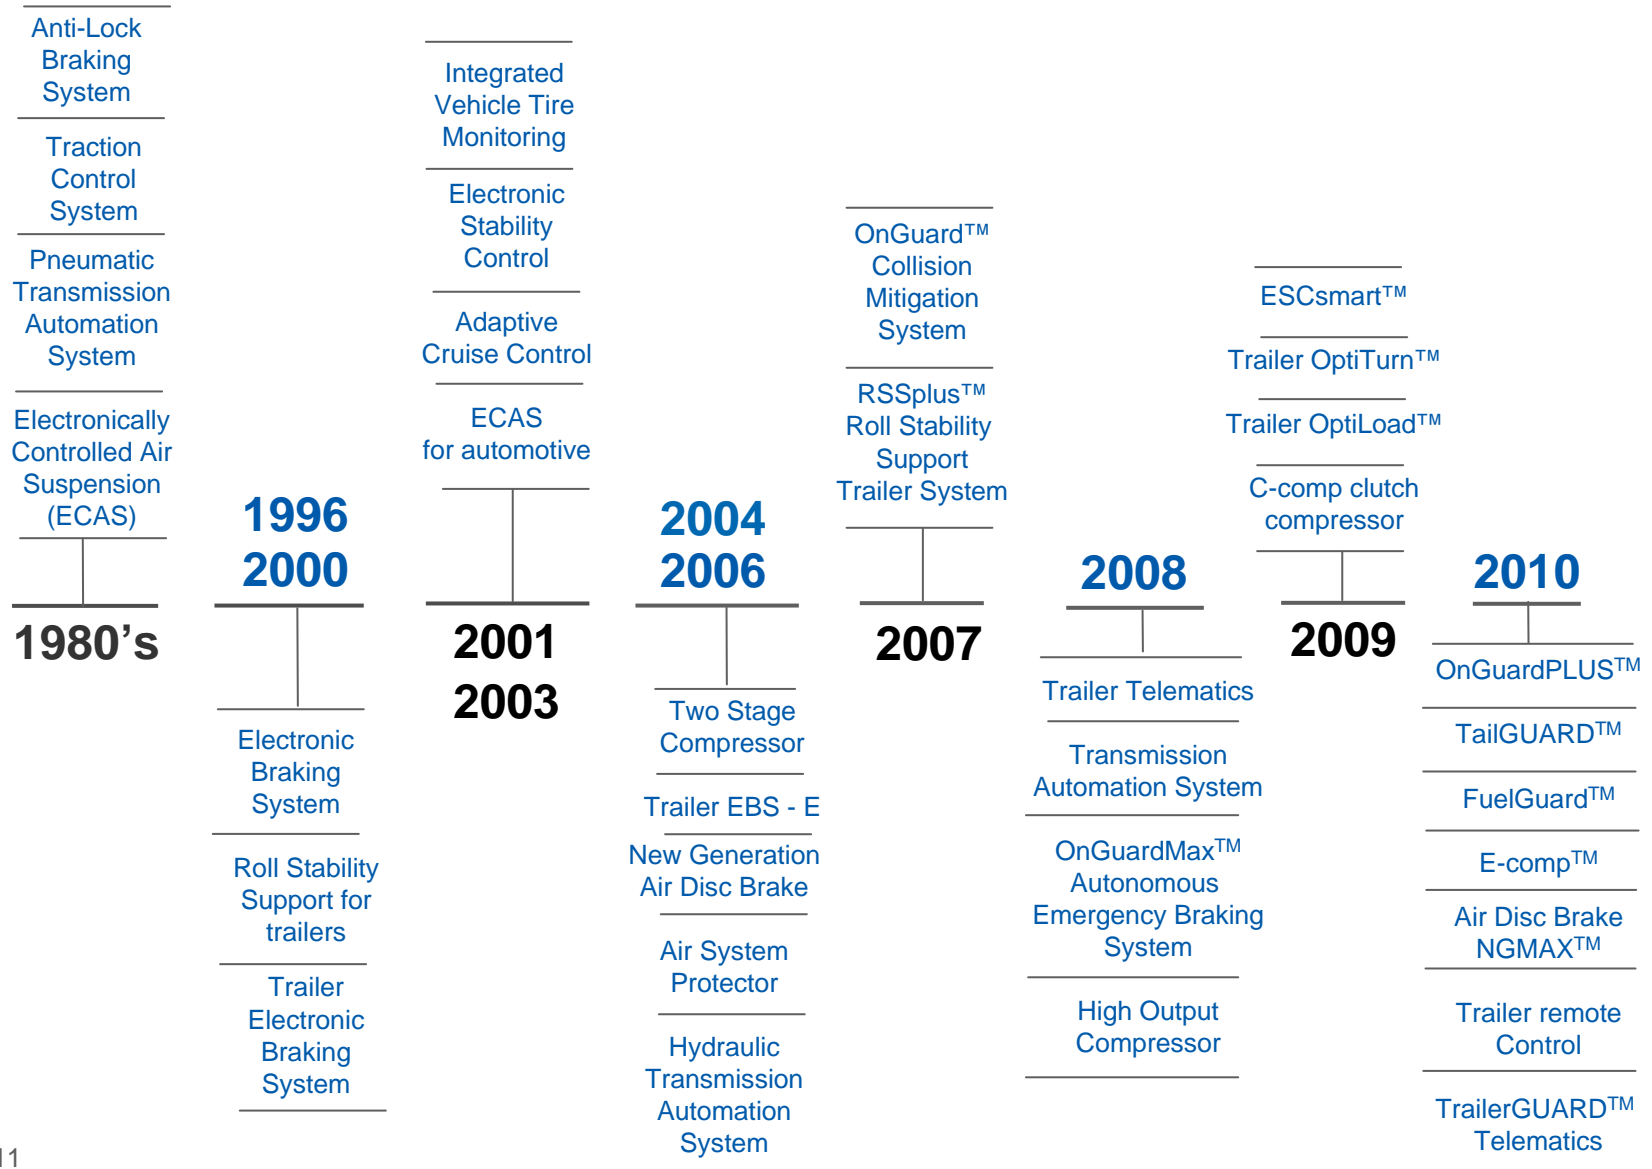 Anti-Lock
Braking
System
Traction
Control
System
Pneumatic
Transmission
Automation
System
Electronically
Controlled Air
Suspension
(ECAS)
1980’s
1996
2000
Electronic
Braking
System
Roll Stability
Support for
trailers
Trailer
Electronic
Braking
System
Integrated
Vehicle Tire
Monitoring
Electronic
Stability
Control
Adaptive
Cruise Control
ECAS
for automotive
2001
2003
2004
2006
Two Stage
Compressor
Trailer EBS - E
New Generation
Air Disc Brake
Air System
Protector
Hydraulic
Transmission
Automation
System
OnGuard™
Collision
Mitigation
System
RSSplus™
Roll Stability
Support
Trailer System
2007
2008
Trailer Telematics
Transmission
Automation System
OnGuardMax™
Autonomous
Emergency Braking
System
High Output
Compressor
ESCsmart™
Trailer OptiTurn™
Trailer OptiLoad™
C-comp clutch
compressor
2009
2010
OnGuardPLUS™
TailGUARD™
FuelGuard™
E-comp™
Air Disc Brake
NGMAX™
Trailer remote
Control
TrailerGUARD™
Telematics
11